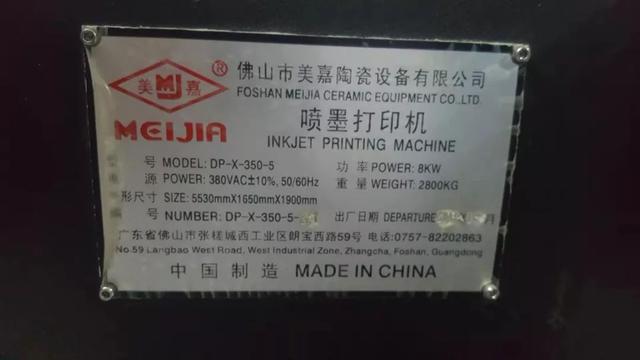 美 MJ 嘉 ®
MEIJIA
佛山市美嘉陶瓷设备有限公司
FOSHAN MEIJIA CERAMIC EQUIPMENT CO.,LTD.
喷墨打印机
INKJET PRINTING MACHINE
号 MODEL: DP-X-350-5 功 率 POWER: 8KW
源 POWER: 380VAC±10%, 50/60Hz 重 量 WEIGHT: 2800KG
形尺寸 SIZE: 5530mmX1650mmX1900mm
号 NUMBER: DP-X-350-5- 出厂日期 DEPARTURE 月
广东省佛山市张槎城西工业区朗宝西路59号 电话:0757-82202863
No.59 Langbao West Road, West Industrial Zone, Zhangcha, Foshan, Guangdong
中国制造 MADE IN CHINA